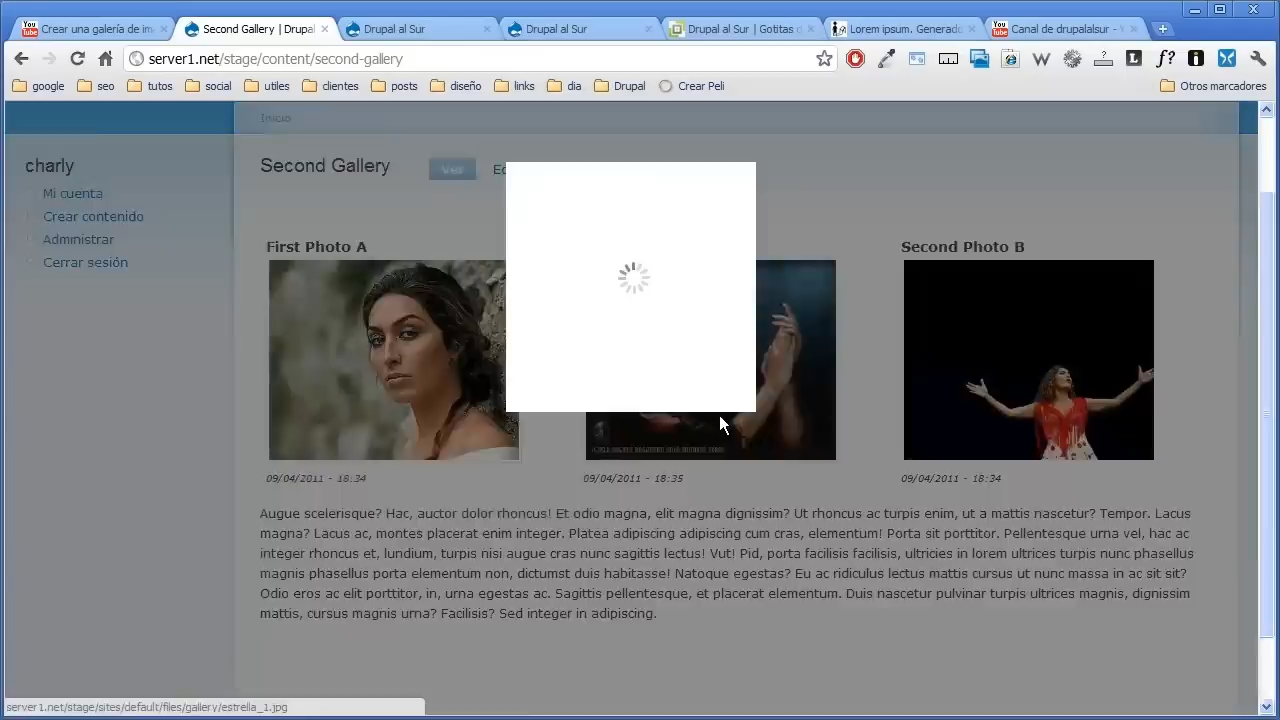 Crear una galería de im
Second Gallery | Drupal
Drupal al Sur
Drupal al Sur
Drupal al Sur | Gotitas d
Lorem ipsum. Generado
Canal de drupalalsur -
server1.net/stage/content/second-gallery
google
seo
tutos
social
utiles
clientes
posts
diseño
links
dia
Drupal
Crear Peli
Otros marcadores
Inicio
charly
Mi cuenta
Crear contenido
Administrar
Cerrar sesión
Second Gallery
Ver
Ed
First Photo A
Second Photo B
09/04/2011 - 18:34
09/04/2011 - 18:35
09/04/2011 - 18:34
Augue scelerisque? Hac, auctor dolor rhoncus! Et odio magna, elit magna dignissim? Ut rhoncus ac turpis enim, ut a mattis nascetur? Tempor. Lacus
magna? Lacus ac, montes placerat enim integer. Platea adipiscing adipiscing cum cras, elementum! Porta sit porttitor. Pellentesque urna vel, hac ac
integer rhoncus et, lundium, turpis nisi augue cras nunc sagittis lectus! Vut! Pid, porta facilisis facilisis, ultricies in lorem ultrices turpis nunc phasellus
magnis phasellus porta elementum non, dictumst duis habitasse! Natoque egestas? Eu ac ridiculus lectus mattis cursus ut nunc massa in ac sit sit?
Odio eros ac elit porttitor, in, urna egestas ac. Sagittis pellentesque, et placerat elementum. Duis nascetur pulvinar turpis ultrices magnis, dignissim
mattis, cursus magnis urna? Facilisis? Sed integer in adipiscing.
server1.net/stage/sites/default/files/gallery/estrella_1.jpg